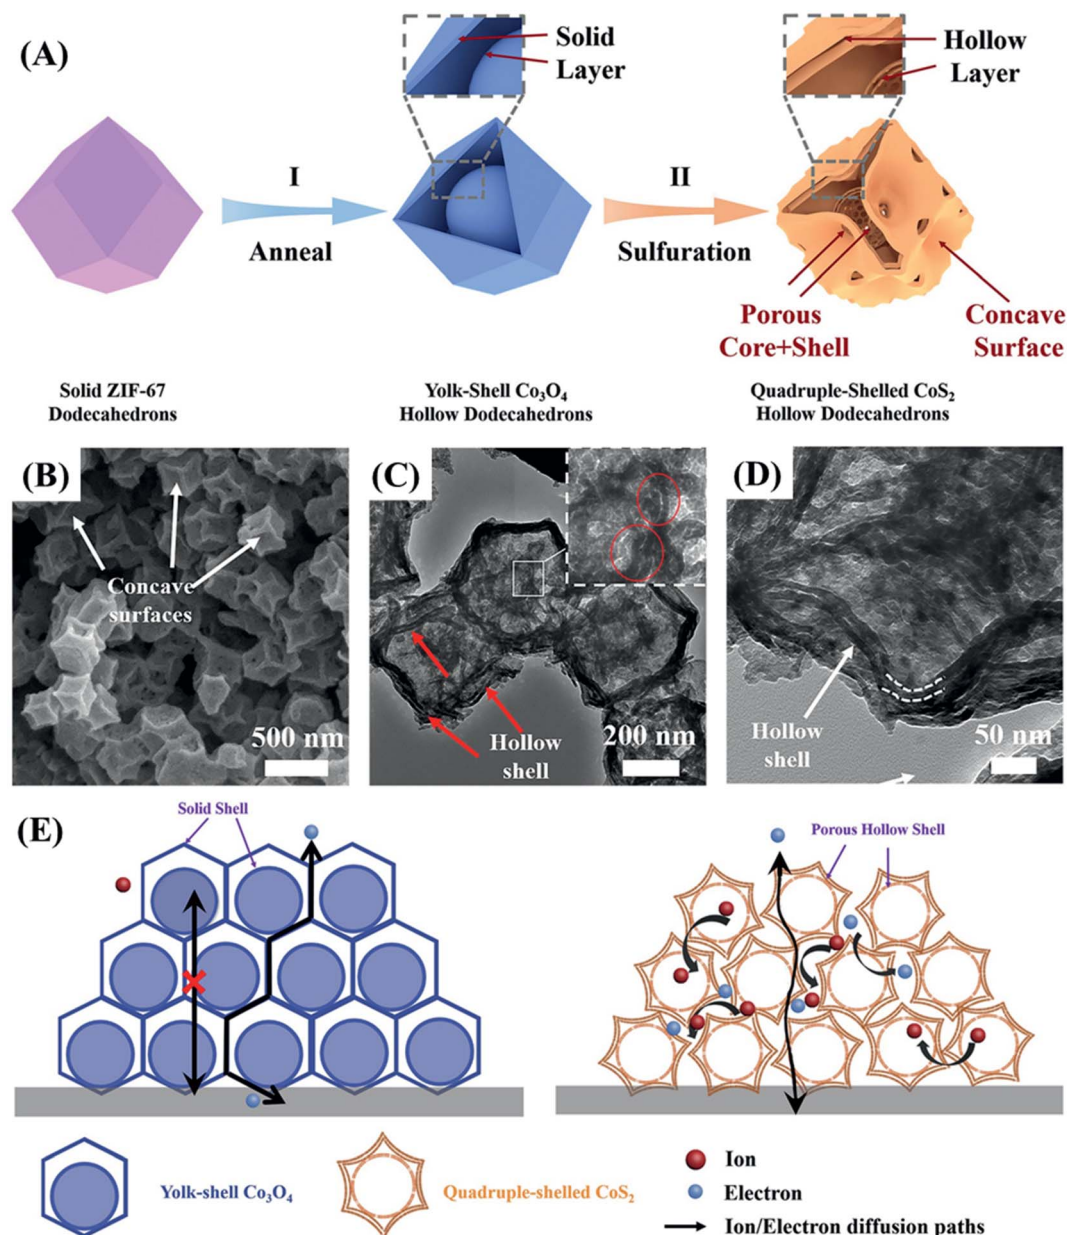 (A)
Solid
Layer
Hollow
Layer
I
Anneal
II
Sulfuration
Porous
Core+Shell
Concave
Surface
Solid ZIF-67
Dodecahedrons
Yolk-Shell Co₃O₄
Hollow Dodecahedrons
Quadruple-Shelled CoS₂
Hollow Dodecahedrons
(B)
Concave
surfaces
500 nm
(C)
Hollow
shell
200 nm
(D)
Hollow
shell
50 nm
(E)
Solid Shell
Porous Hollow Shell
Yolk-shell Co₃O₄
Quadruple-shelled CoS₂
Ion
Electron
Ion/Electron diffusion paths